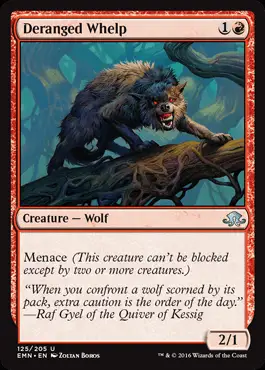 Deranged Whelp 1
Creature — Wolf
Menace (This creature can't be blocked
except by two or more creatures.)
“When you confront a wolf scorned by its
pack, extra caution is the order of the day.”
—Raf Gyel of the Quiver of Kessig
2/1
125/205 U
EMN • EN Zoltan Boros
™ & © 2016 Wizards of the Coast